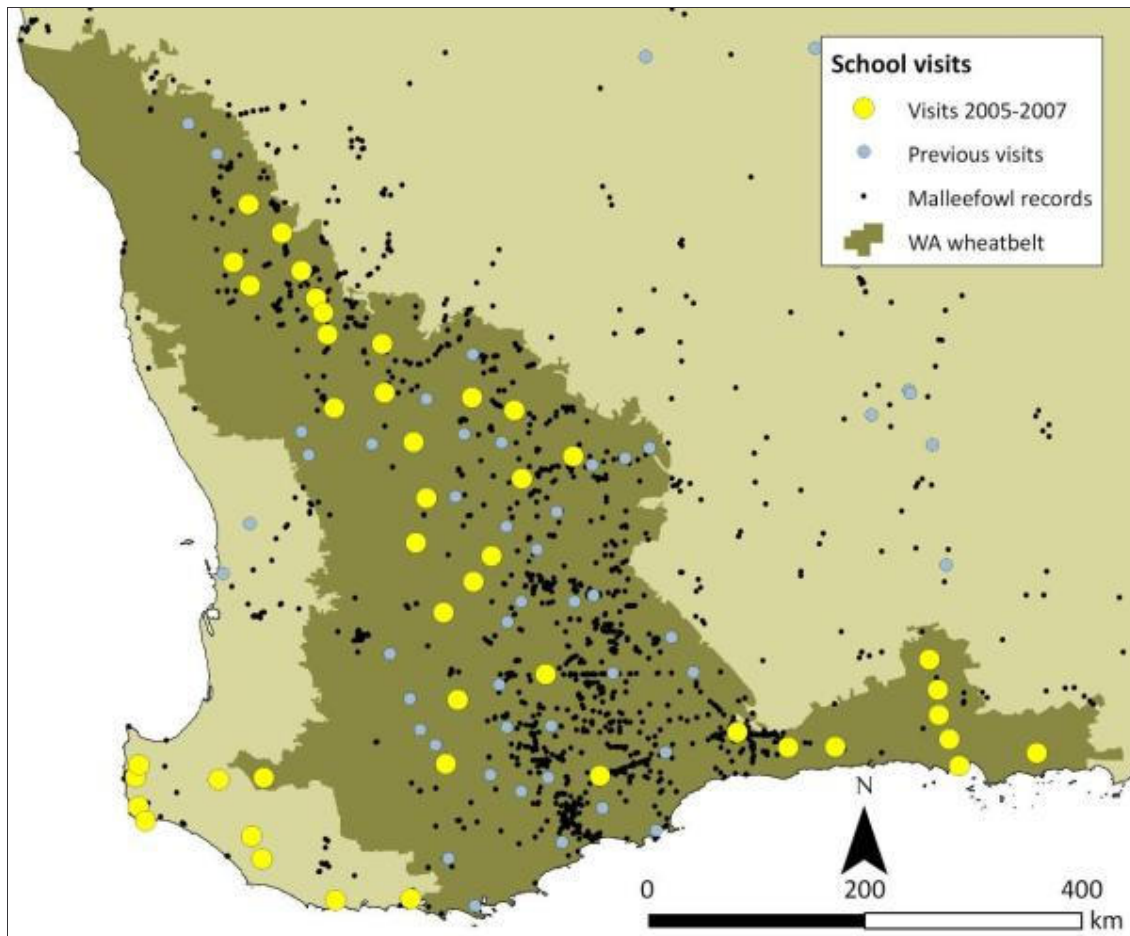 School visits
Visits 2005-2007
Previous visits
Malleefowl records
WA wheatbelt
N
0 200 400
km